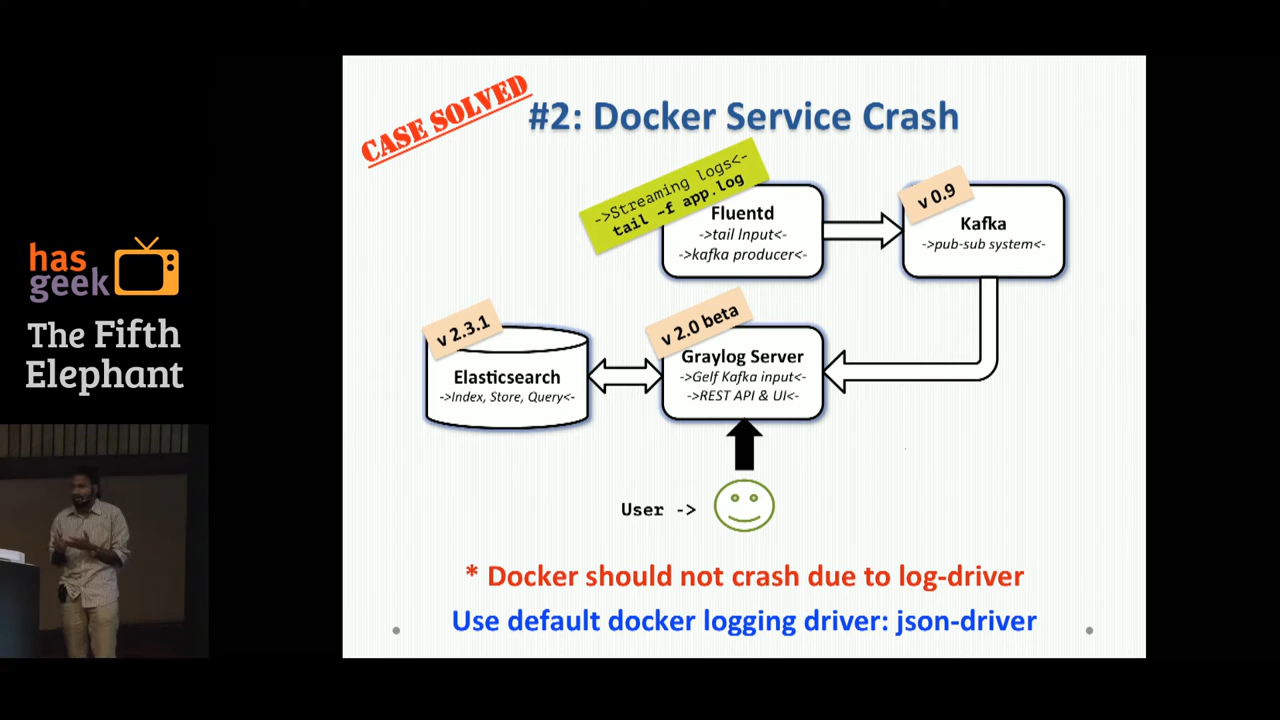 has
geek
The Fifth
Elephant
CASE SOLVED
#2: Docker Service Crash
->Streaming logs<-
tail -f app.log
Fluentd
->tail Input<-
->kafka producer<-
v 0.9
Kafka
->pub-sub system<-
v 2.3.1
Elasticsearch
->Index, Store, Query<-
v 2.0 beta
Graylog Server
->Gelf Kafka input<-
->REST API & UI<-
User ->
* Docker should not crash due to log-driver
Use default docker logging driver: json-driver